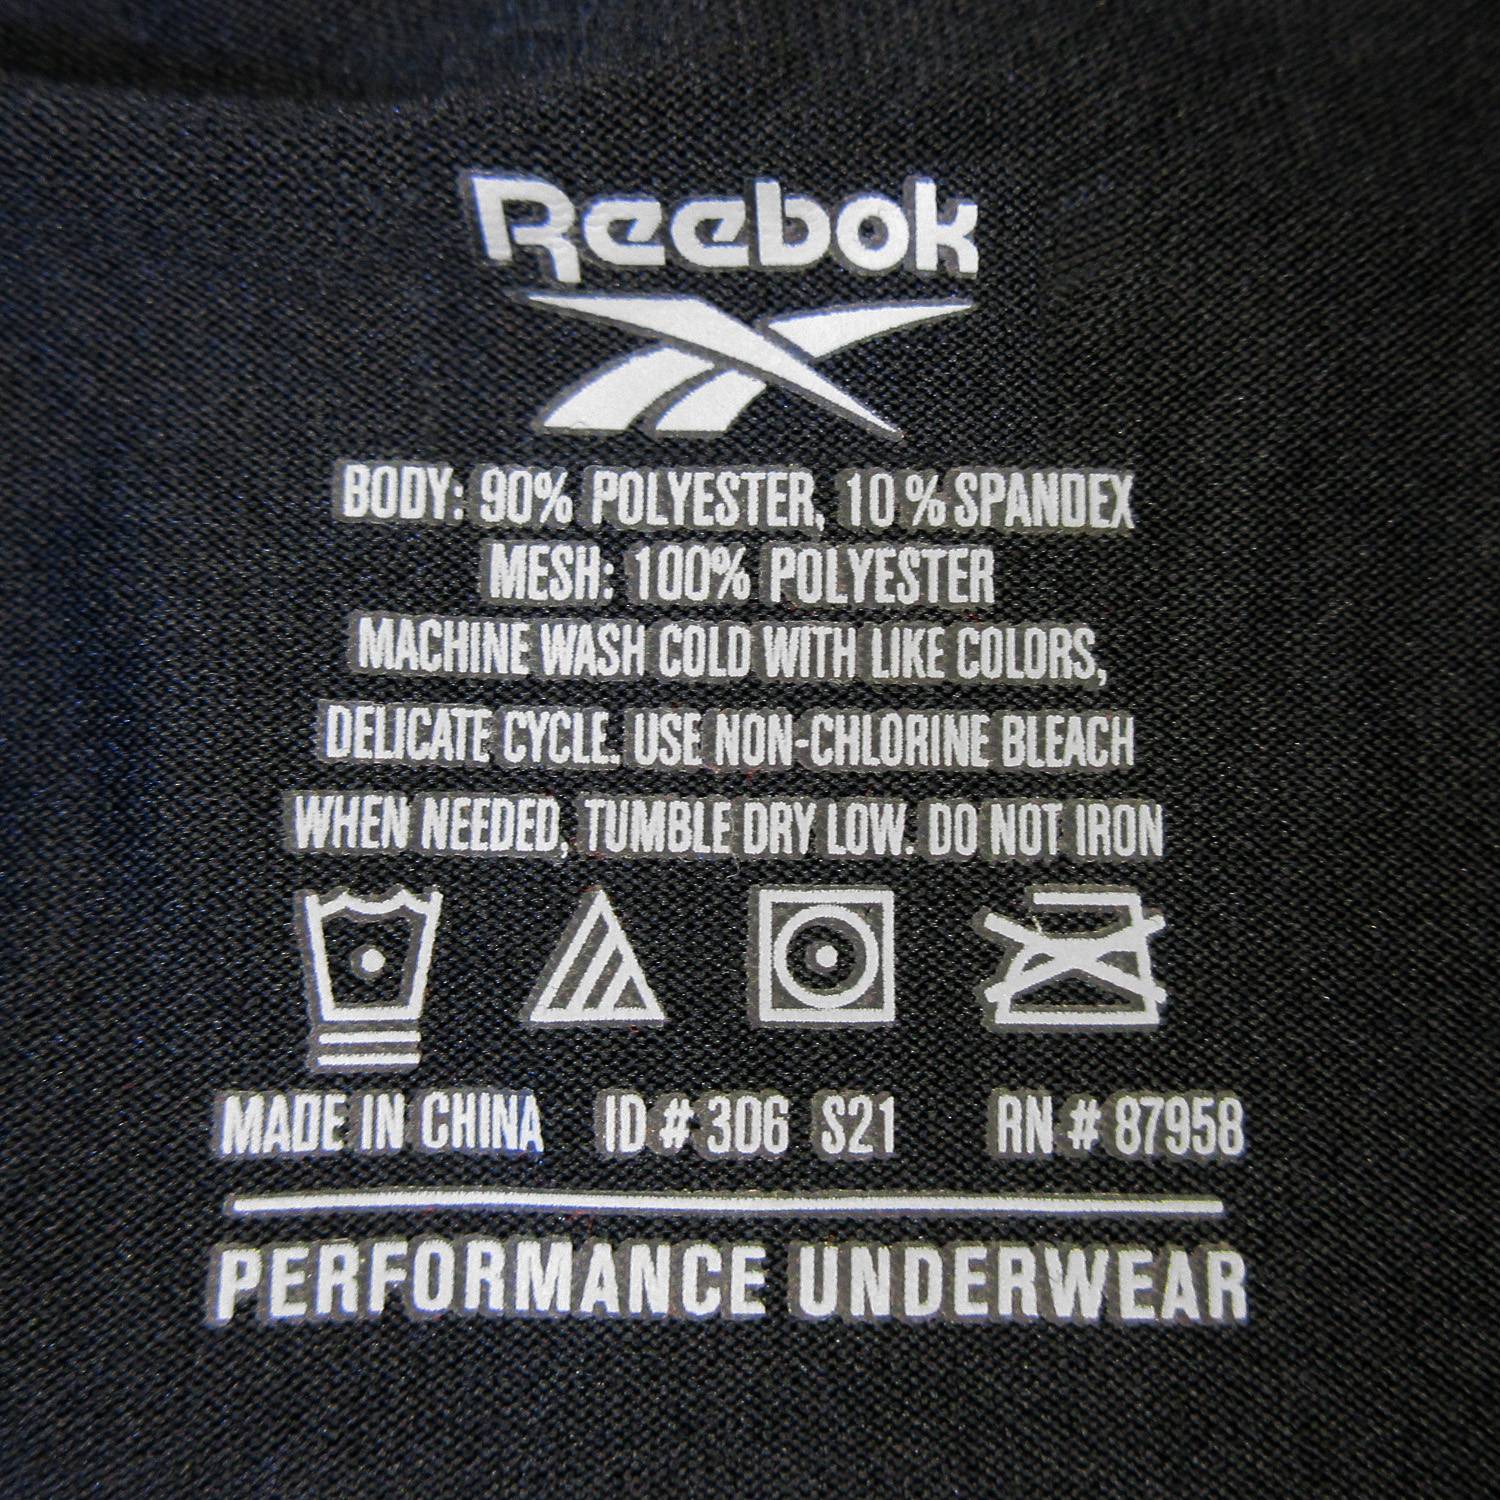 Reebok
BODY: 90% POLYESTER, 10 % SPANDEX
MESH: 100% POLYESTER
MACHINE WASH COLD WITH LIKE COLORS,
DELICATE CYCLE. USE NON-CHLORINE BLEACH
WHEN NEEDED, TUMBLE DRY LOW. DO NOT IRON
MADE IN CHINA ID # 306 S21 RN # 87958
PERFORMANCE UNDERWEAR